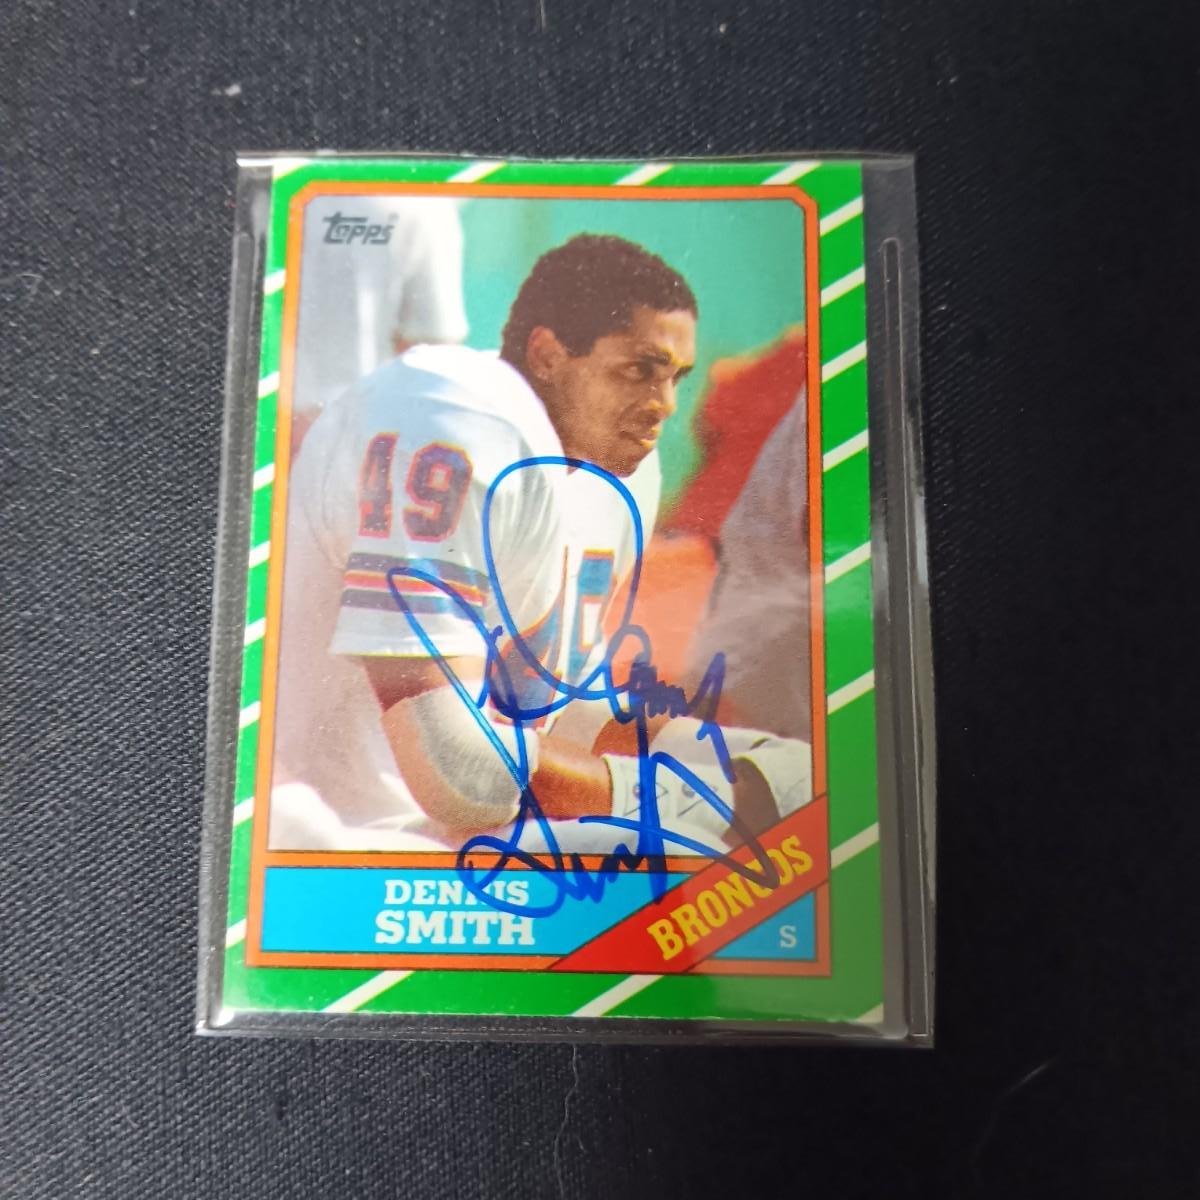 Topps
49
DENNIS
SMITH
BRONCOS
S